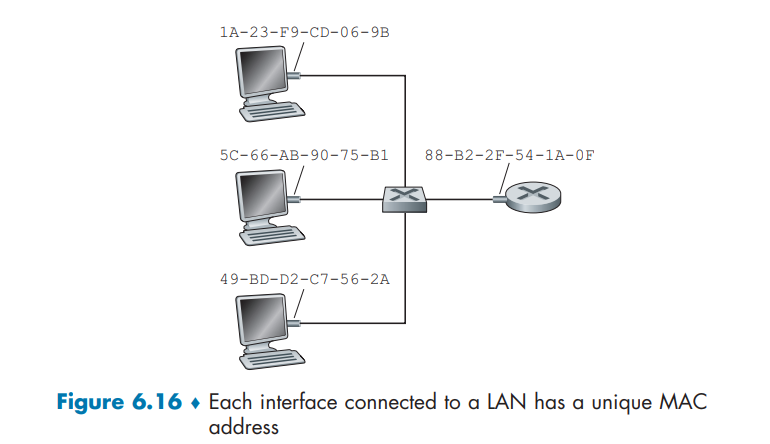 1A-23-F9-CD-06-9B
5C-66-AB-90-75-B1
88-B2-2F-54-1A-0F
49-BD-D2-C7-56-2A
Figure 6.16 ♦ Each interface connected to a LAN has a unique MAC
address